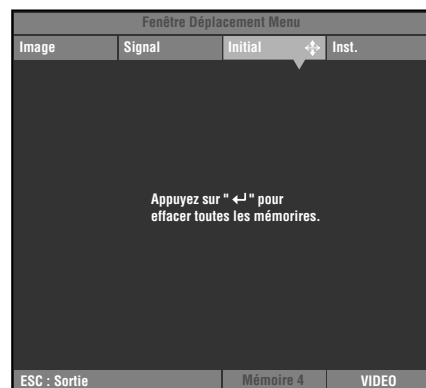 Fenêtre Déplacement Menu
Image Signal Initial Inst.
Appuyez sur " ↵ " pour
effacer toutes les mémorires.
ESC : Sortie Mémoire 4 VIDEO